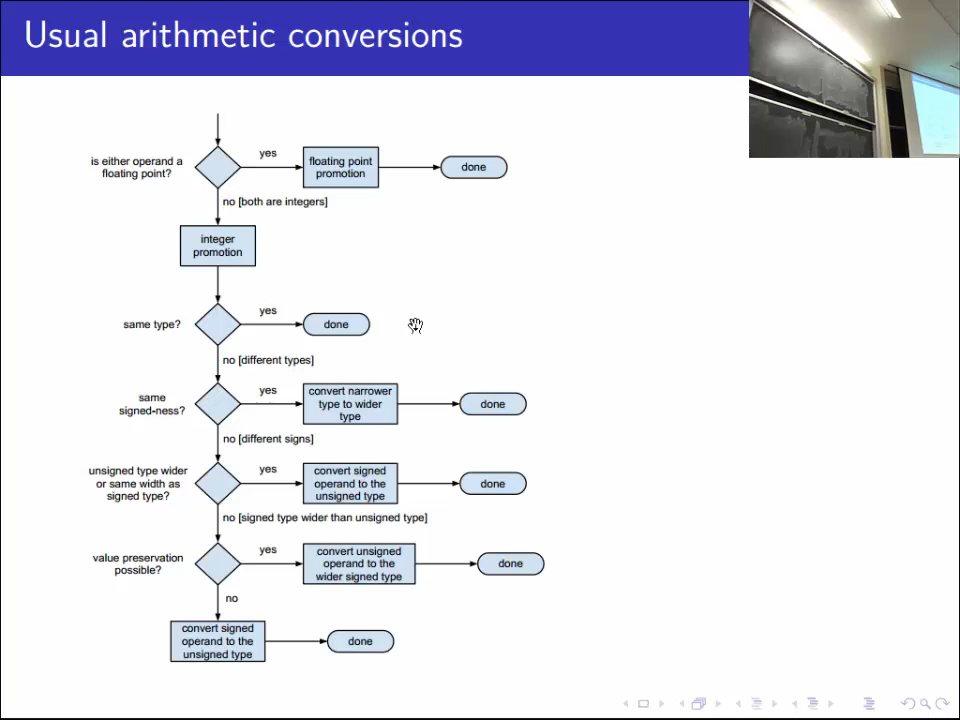 Usual arithmetic conversions
is either operand a
floating point?
yes
floating point
promotion
done
no [both are integers]
integer
promotion
same type?
yes
done
no [different types]
same
signed-ness?
yes
convert narrower
type to wider
type
done
no [different signs]
unsigned type wider
or same width as
signed type?
yes
convert signed
operand to the
unsigned type
done
no [signed type wider than unsigned type]
value preservation
possible?
yes
convert unsigned
operand to the
wider signed type
done
no
convert signed
operand to the
unsigned type
done